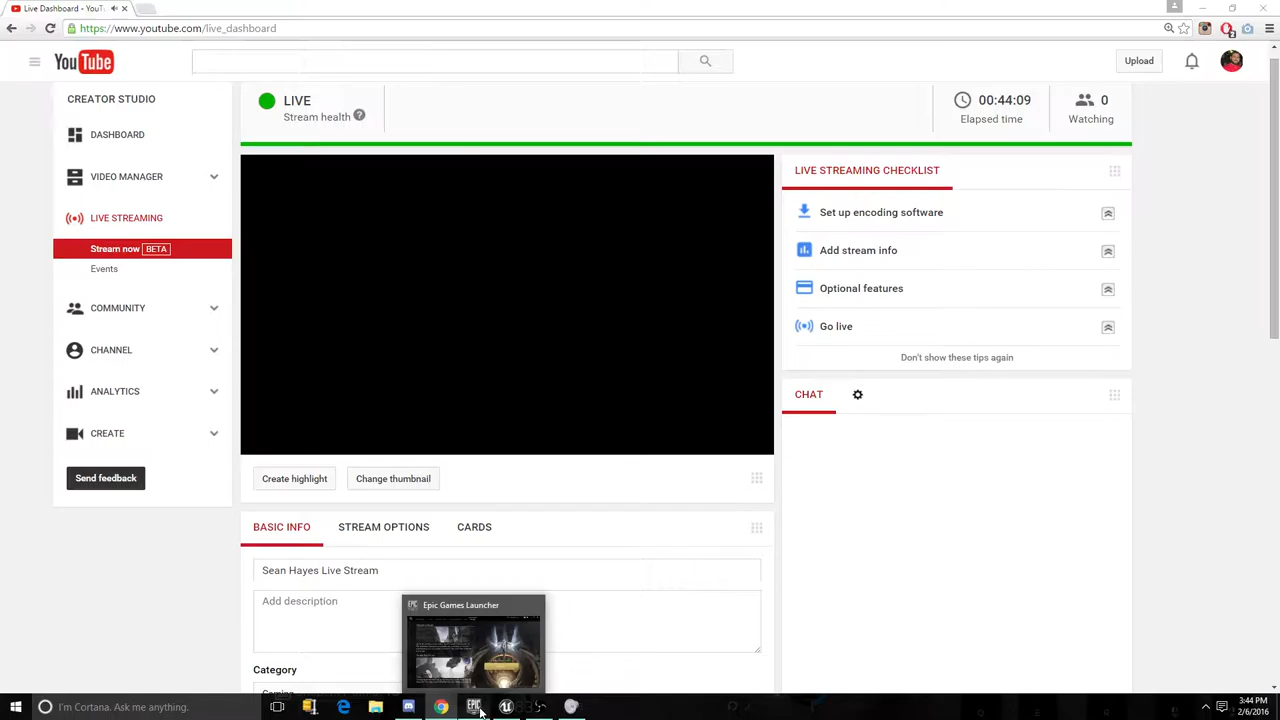 Live Dashboard - YouTube
https://www.youtube.com/live_dashboard
YouTube
Upload
CREATOR STUDIO
DASHBOARD
VIDEO MANAGER
LIVE STREAMING
Stream now BETA
Events
COMMUNITY
CHANNEL
ANALYTICS
CREATE
Send feedback
LIVE
Stream health
00:44:09
Elapsed time
0
Watching
LIVE STREAMING CHECKLIST
Set up encoding software
Add stream info
Optional features
Go live
Don't show these tips again
CHAT
Create highlight
Change thumbnail
BASIC INFO
STREAM OPTIONS
CARDS
Sean Hayes Live Stream
Add description
Category
Epic Games Launcher
I'm Cortana. Ask me anything.
EPIC
3:44 PM
2/6/2016